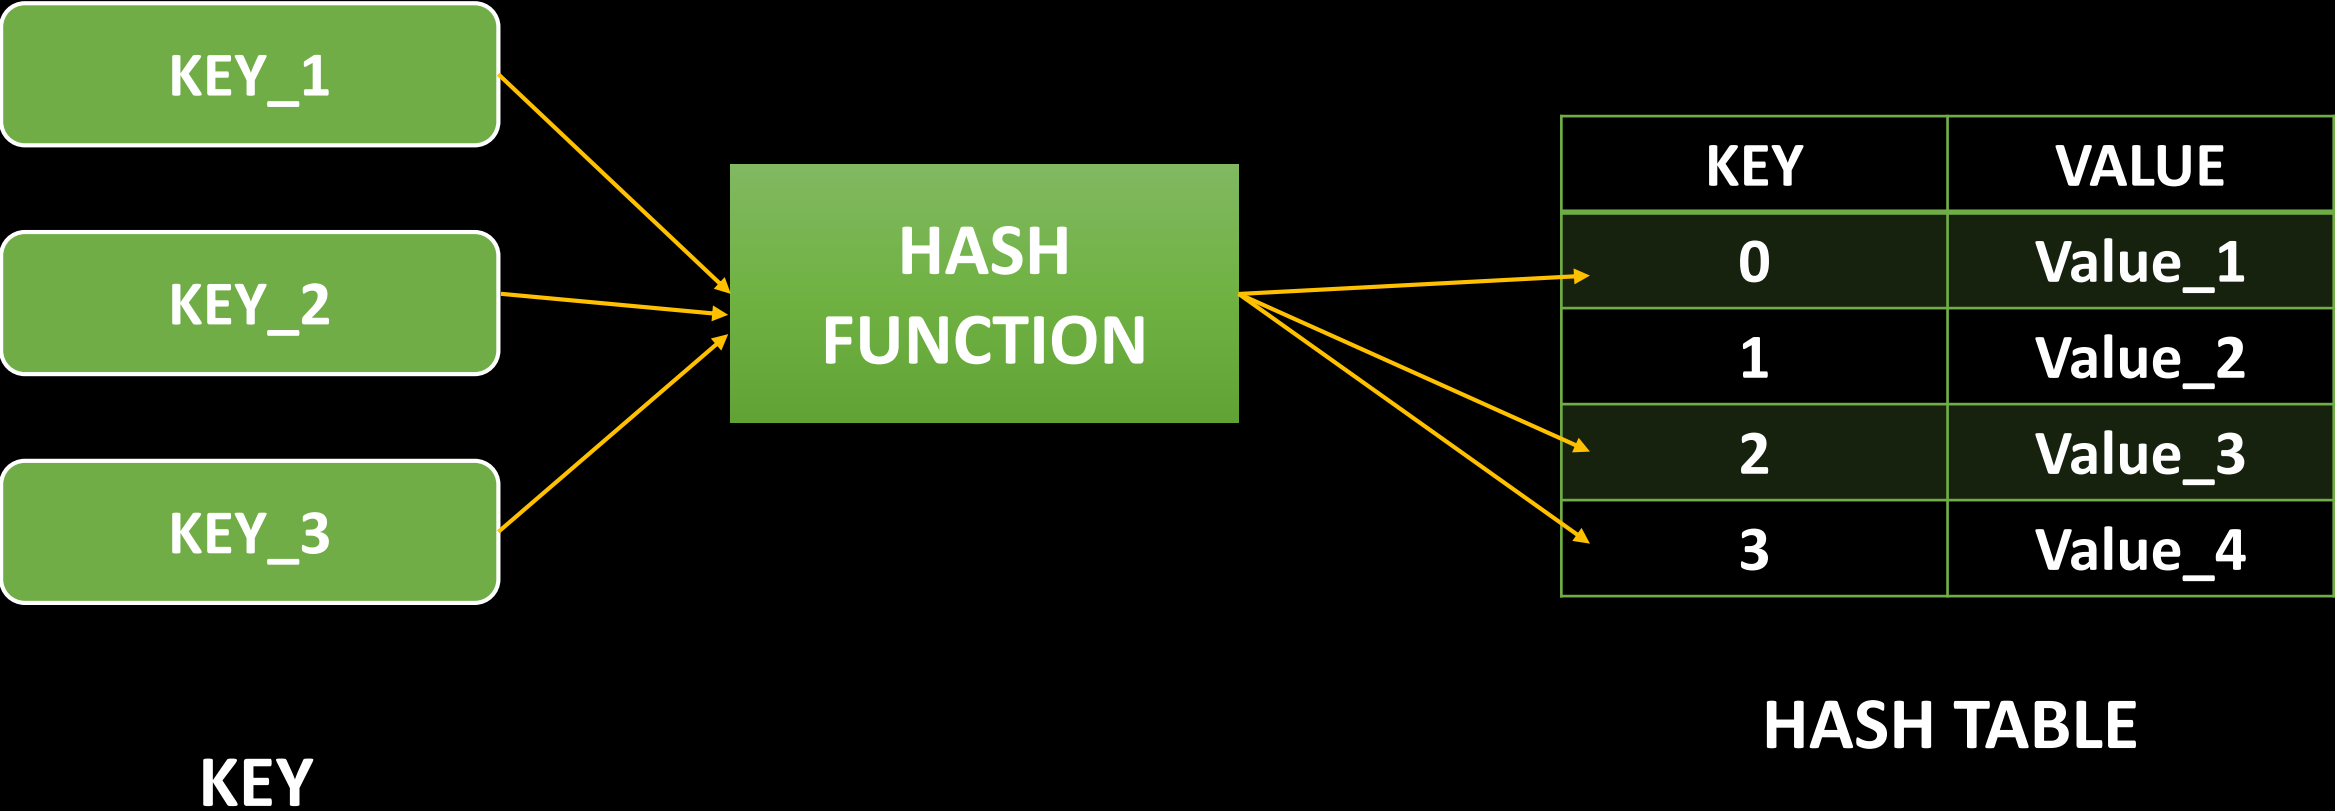 KEY_1
KEY_2
KEY_3
KEY
HASH
FUNCTION
KEY VALUE
0 Value_1
1 Value_2
2 Value_3
3 Value_4
HASH TABLE